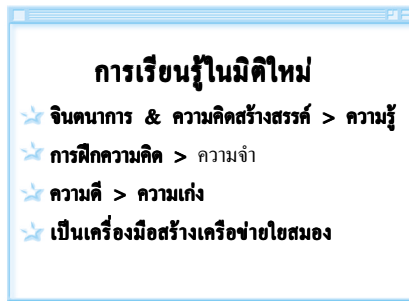 การเรียนรู้ในมิติใหม่
จินตนาการ & ความคิดสร้างสรรค์ > ความรู้
การฝึกความคิด > ความจำ
ความดี > ความเก่ง
เป็นเครื่องมือสร้างเครือข่ายใยสมอง